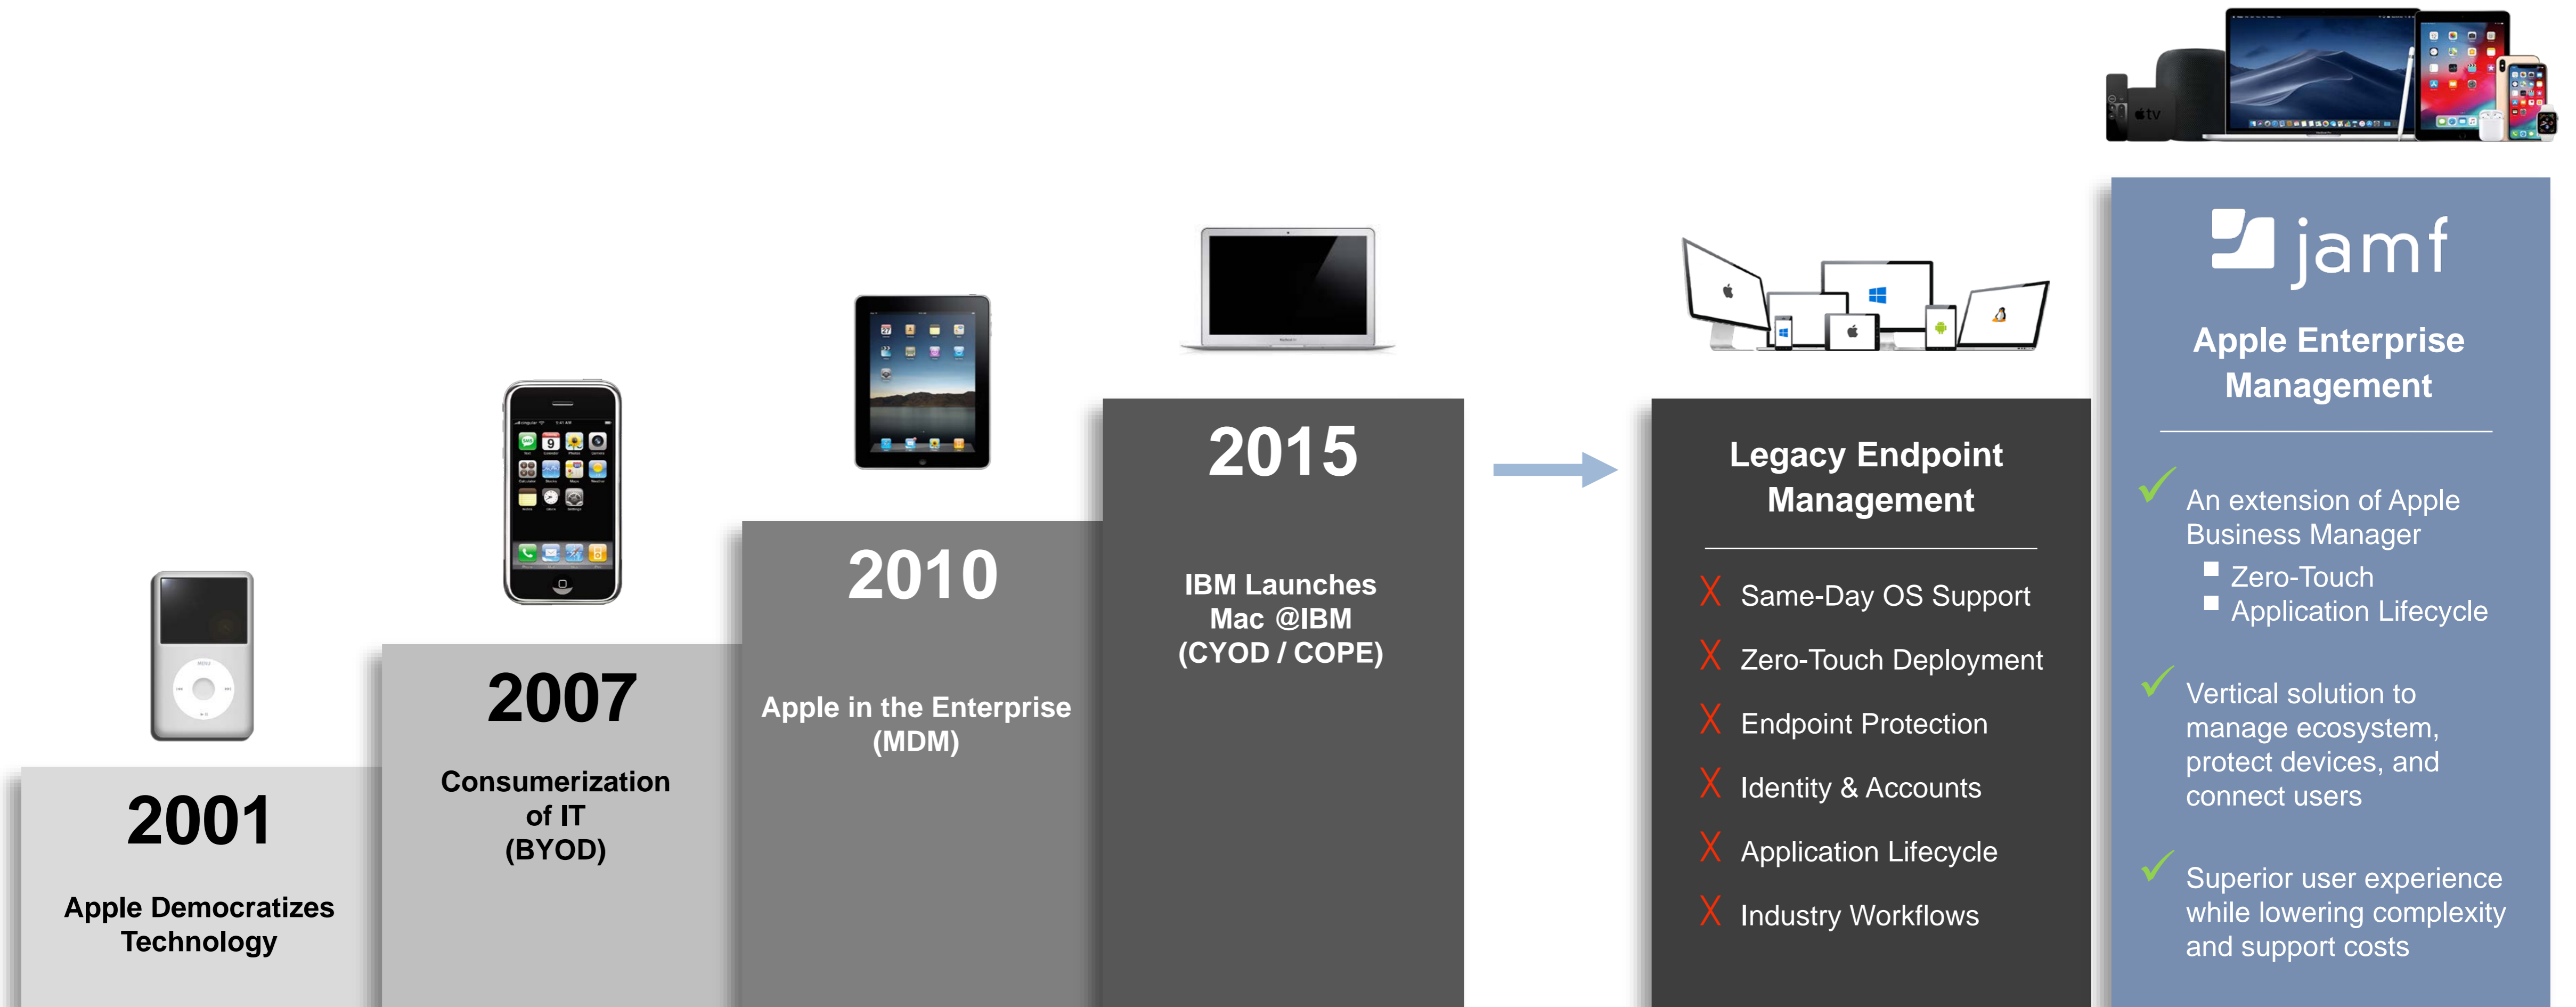 2001
Apple Democratizes
Technology
2007
Consumerization
of IT
(BYOD)
2010
Apple in the Enterprise
(MDM)
2015
IBM Launches
Mac @IBM
(CYOD / COPE)
Legacy Endpoint
Management
X Same-Day OS Support
X Zero-Touch Deployment
X Endpoint Protection
X Identity & Accounts
X Application Lifecycle
X Industry Workflows
tv
jamf
Apple Enterprise
Management
✓ An extension of Apple
Business Manager
▪ Zero-Touch
▪ Application Lifecycle
✓ Vertical solution to
manage ecosystem,
protect devices, and
connect users
✓ Superior user experience
while lowering complexity
and support costs